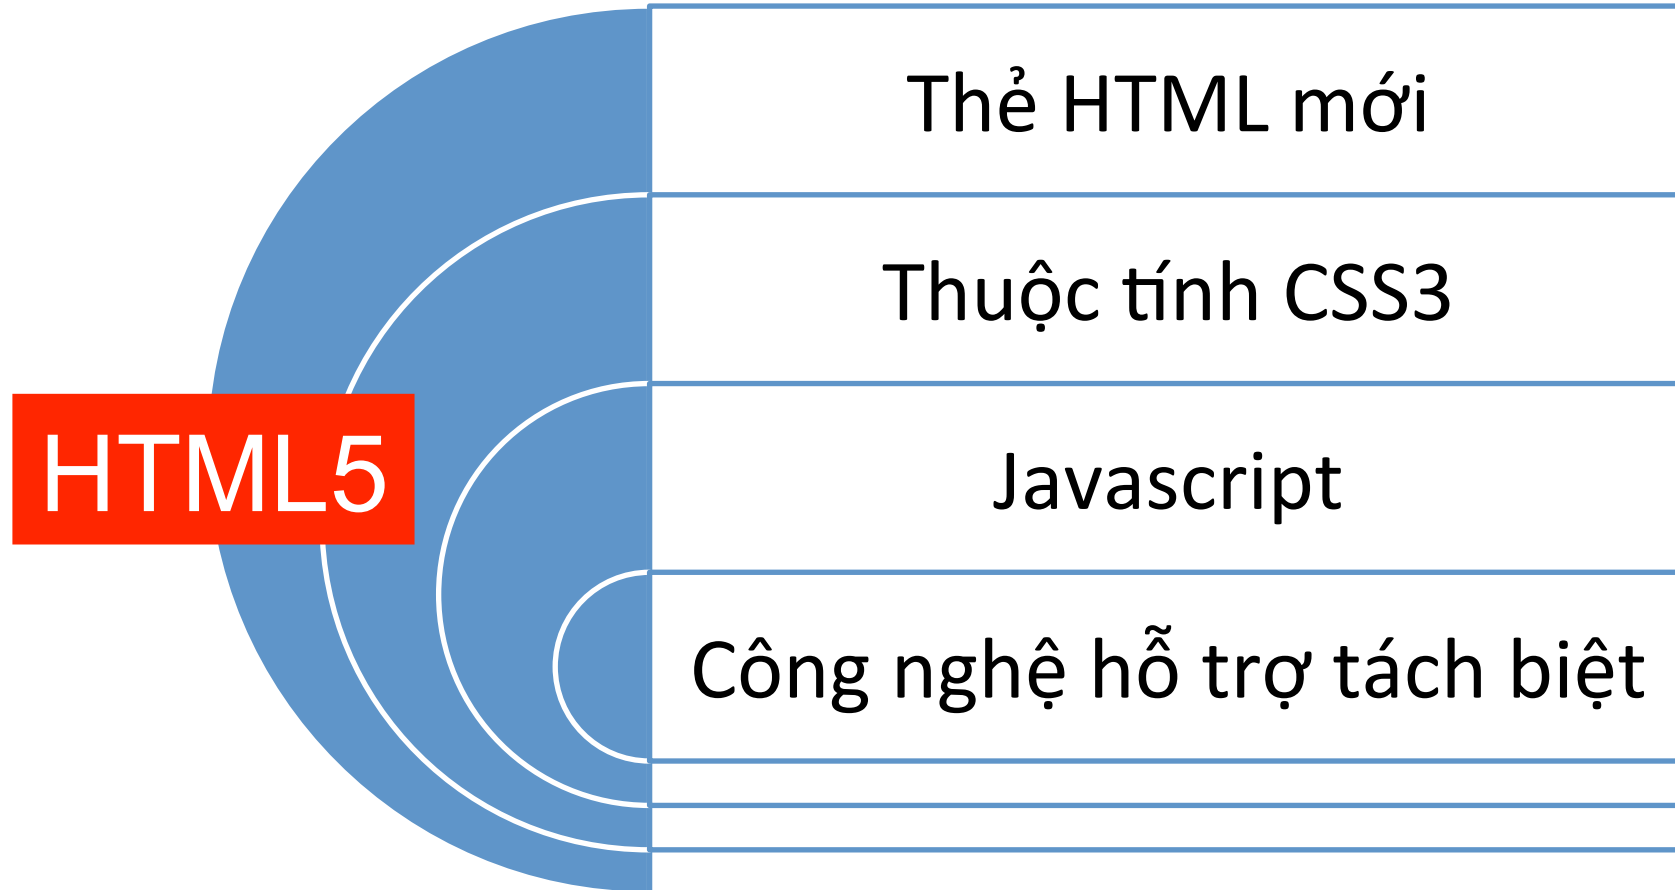 Thẻ HTML mới
Thuộc tính CSS3
HTML5
Javascript
Công nghệ hỗ trợ tách biệt